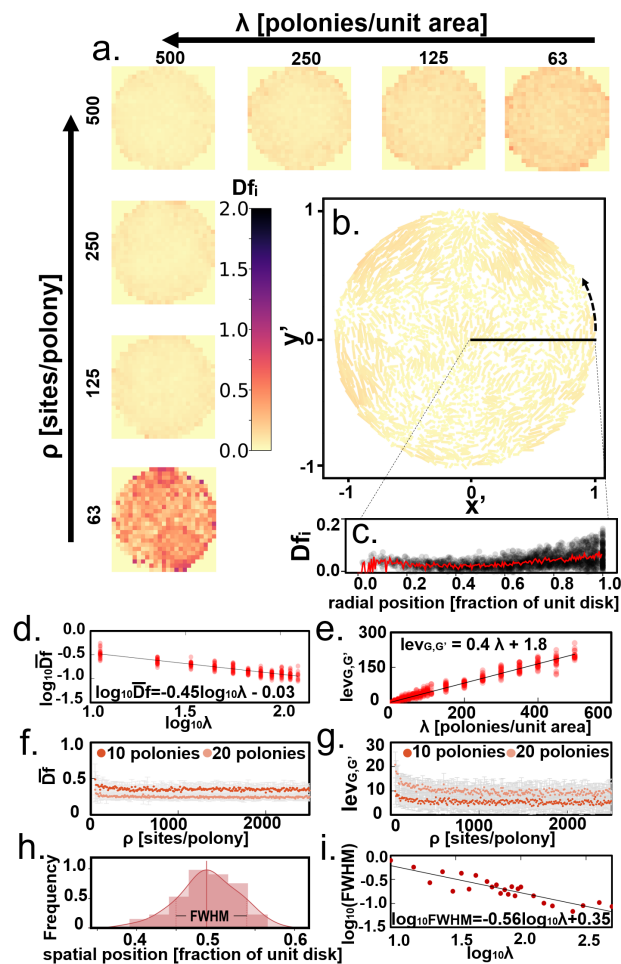 λ [polonies/unit area]
a.
500 250 125 63
500
250
125
63
ρ [sites/polony]
Dfᵢ
2.0
1.5
1.0
0.5
0.0
b.
1
0
-1
y'
-1 0 1
x'
c.
0.2
0.0
Dfᵢ
0.0 0.2 0.4 0.6 0.8 1.0
radial position [fraction of unit disk]
d.
0.0
-0.5
-1.0
-1.5
log₁₀D̅f̅
log₁₀D̅f̅=-0.45log₁₀λ - 0.03
1.0 1.5 2.0
log₁₀λ
e.
300
150
0
lev_G,G'
lev_G,G' = 0.4 λ + 1.8
0 200 400 600
λ [polonies/unit area]
f.
1.0
0.5
0.0
D̅f
10 polonies 20 polonies
0 1000 2000
ρ [sites/polony]
g.
30
20
10
0
lev_G,G'
10 polonies 20 polonies
0 1000 2000
ρ [sites/polony]
h.
1.0
0.5
0.0
Frequency
FWHM
0.4 0.5 0.6
spatial position [fraction of unit disk]
i.
0.0
-0.5
-1.0
-1.5
log₁₀(FWHM)
log₁₀FWHM=-0.56log₁₀λ+0.35
1.0 1.5 2.0 2.5
log₁₀λ